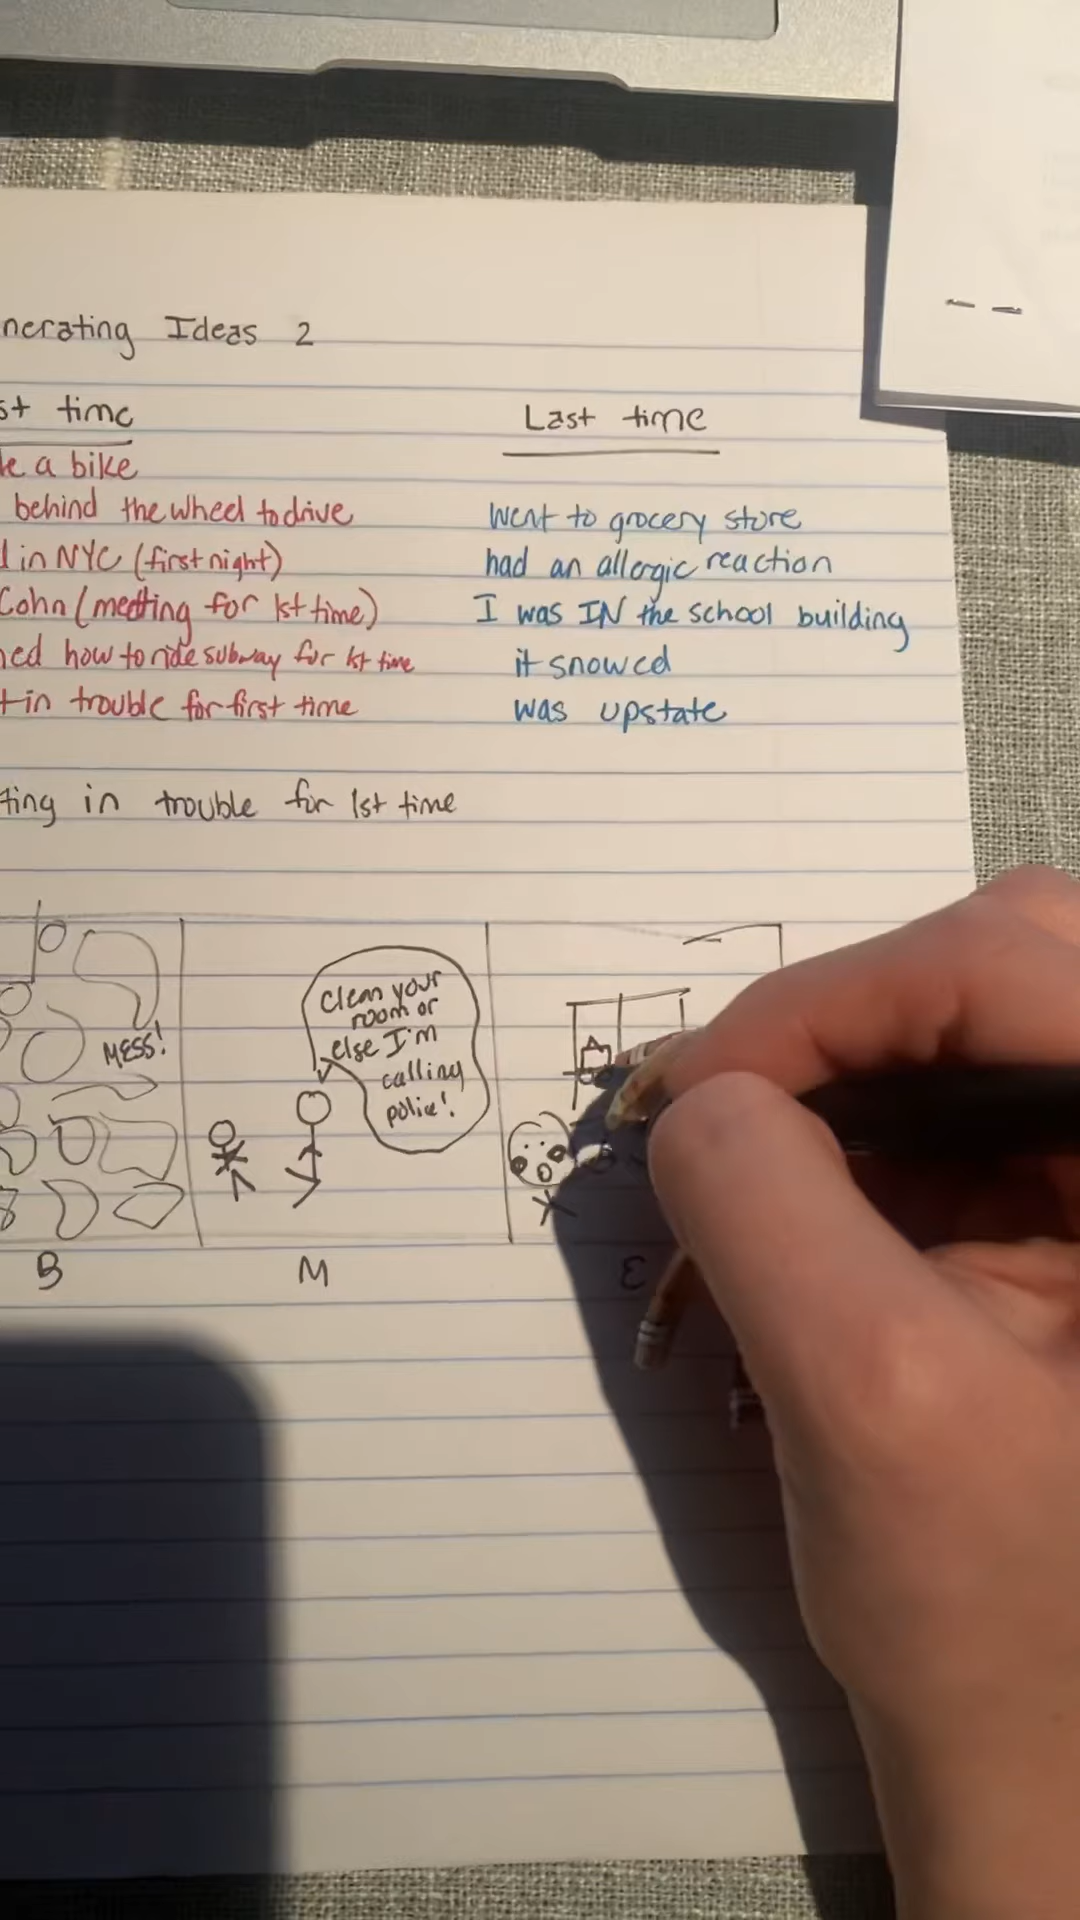 nerating Ideas 2
st time
Last time
le a bike
behind the wheel to drive
Went to grocery store
l in NYC (first night)
had an allergic reaction
Cohn (meeting for 1st time)
I was IN the school building
ned how to ride subway for 1st time
it snowed
t in trouble for first time
was upstate
ting in trouble for 1st time
MESS!
Clean your
room or
else I'm
calling
police!
B
M
E